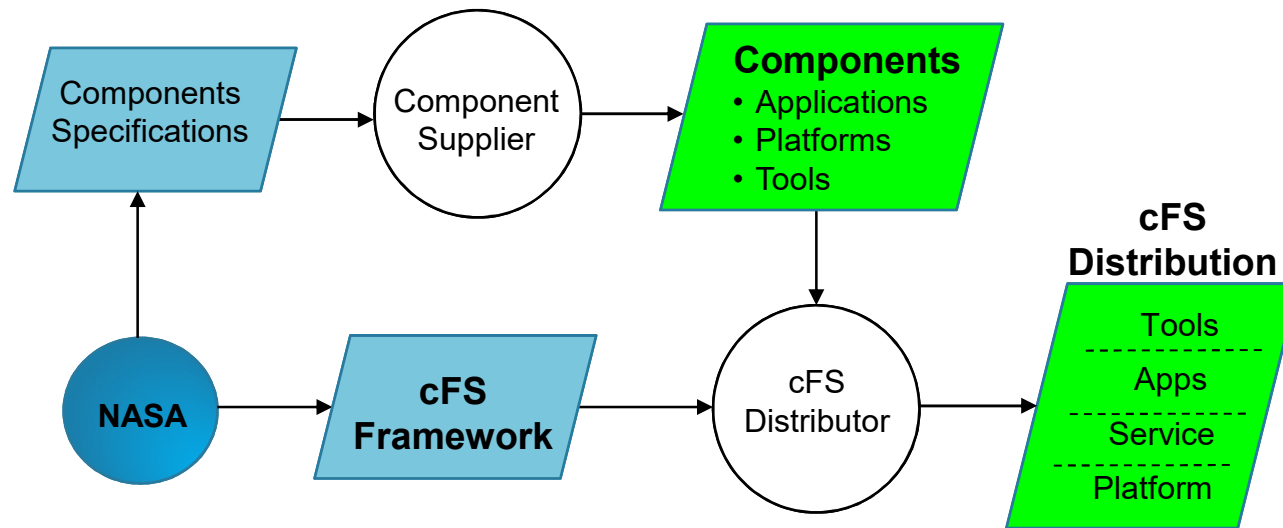 Components
Specifications
Component
Supplier
Components
• Applications
• Platforms
• Tools
NASA
cFS
Framework
cFS
Distributor
cFS
Distribution
Tools
Apps
Service
Platform